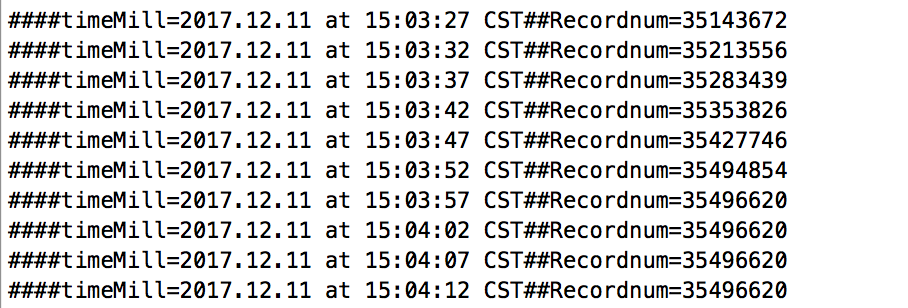 ####timeMill=2017.12.11 at 15:03:27 CST##Recordnum=35143672
####timeMill=2017.12.11 at 15:03:32 CST##Recordnum=35213556
####timeMill=2017.12.11 at 15:03:37 CST##Recordnum=35283439
####timeMill=2017.12.11 at 15:03:42 CST##Recordnum=35353826
####timeMill=2017.12.11 at 15:03:47 CST##Recordnum=35427746
####timeMill=2017.12.11 at 15:03:52 CST##Recordnum=35494854
####timeMill=2017.12.11 at 15:03:57 CST##Recordnum=35496620
####timeMill=2017.12.11 at 15:04:02 CST##Recordnum=35496620
####timeMill=2017.12.11 at 15:04:07 CST##Recordnum=35496620
####timeMill=2017.12.11 at 15:04:12 CST##Recordnum=35496620